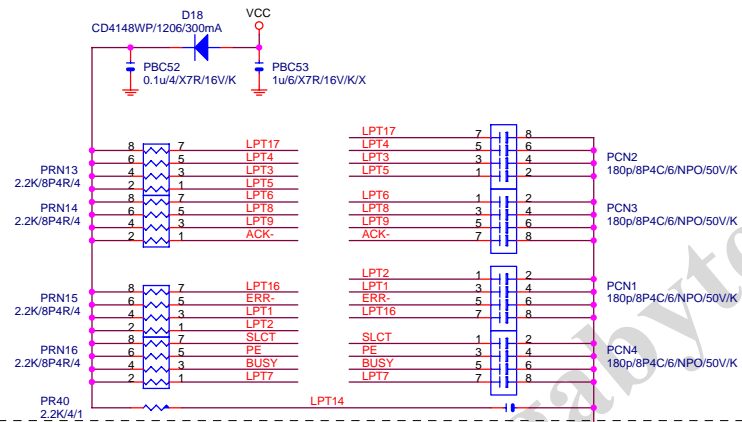 D18
VCC
CD4148WP/1206/300mA
PBC52
0.1u/4/X7R/16V/K
PBC53
1u/6/X7R/16V/K/X
PRN13
2.2K/8P4R/4
8 7 LPT17
6 5 LPT4
4 3 LPT3
2 1 LPT5
PRN14
2.2K/8P4R/4
8 7 LPT6
6 5 LPT8
4 3 LPT9
2 1 ACK-
PRN15
2.2K/8P4R/4
8 7 LPT16
6 5 ERR-
4 3 LPT1
2 1 LPT2
PRN16
2.2K/8P4R/4
8 7 SLCT
6 5 PE
4 3 BUSY
2 1 LPT7
PR40
2.2K/4/1
LPT14
LPT17 7 8
LPT4 5 6
LPT3 3 4
LPT5 1 2
PCN2
180p/8P4C/6/NPO/50V/K
LPT6 1 2
LPT8 3 4
LPT9 5 6
ACK- 7 8
PCN3
180p/8P4C/6/NPO/50V/K
LPT2 1 2
LPT1 3 4
ERR- 5 6
LPT16 7 8
PCN1
180p/8P4C/6/NPO/50V/K
SLCT 1 2
PE 3 4
BUSY 5 6
LPT7 7 8
PCN4
180p/8P4C/6/NPO/50V/K